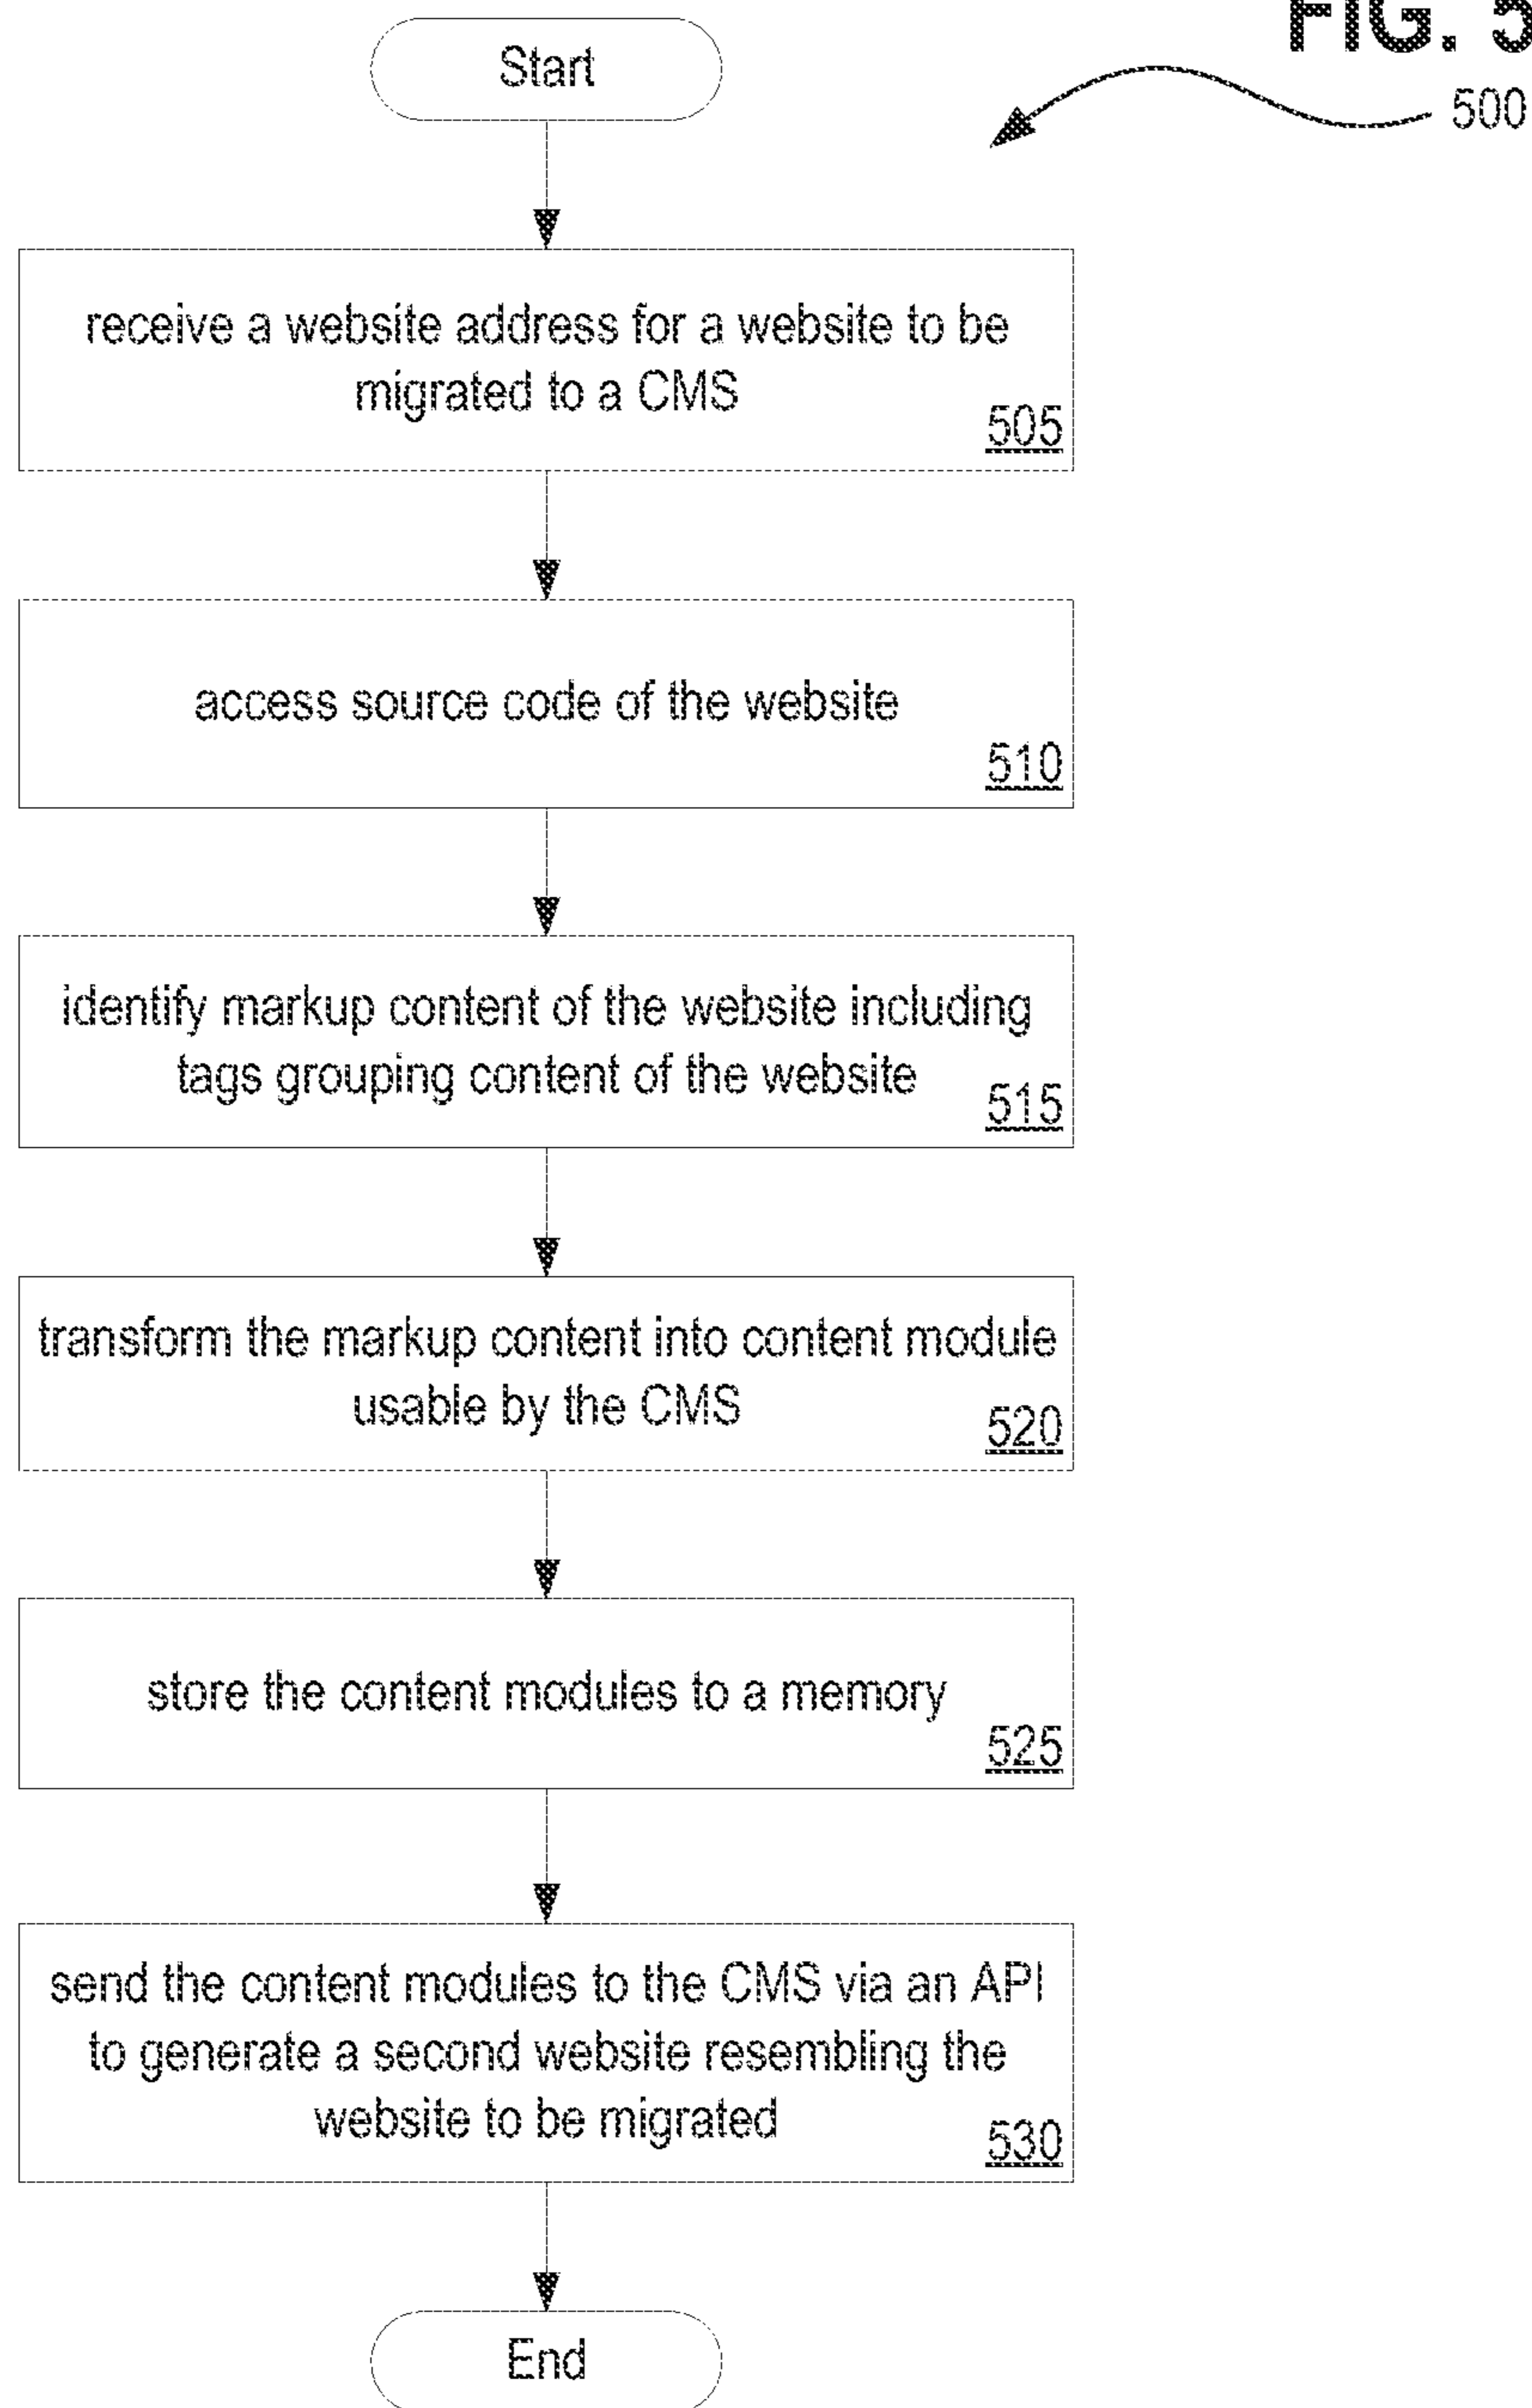 FIG. 5
500
Start
receive a website address for a website to be
migrated to a CMS
505
access source code of the website
510
identify markup content of the website including
tags grouping content of the website
515
transform the markup content into content module
usable by the CMS
520
store the content modules to a memory
525
send the content modules to the CMS via an API
to generate a second website resembling the
website to be migrated
530
End